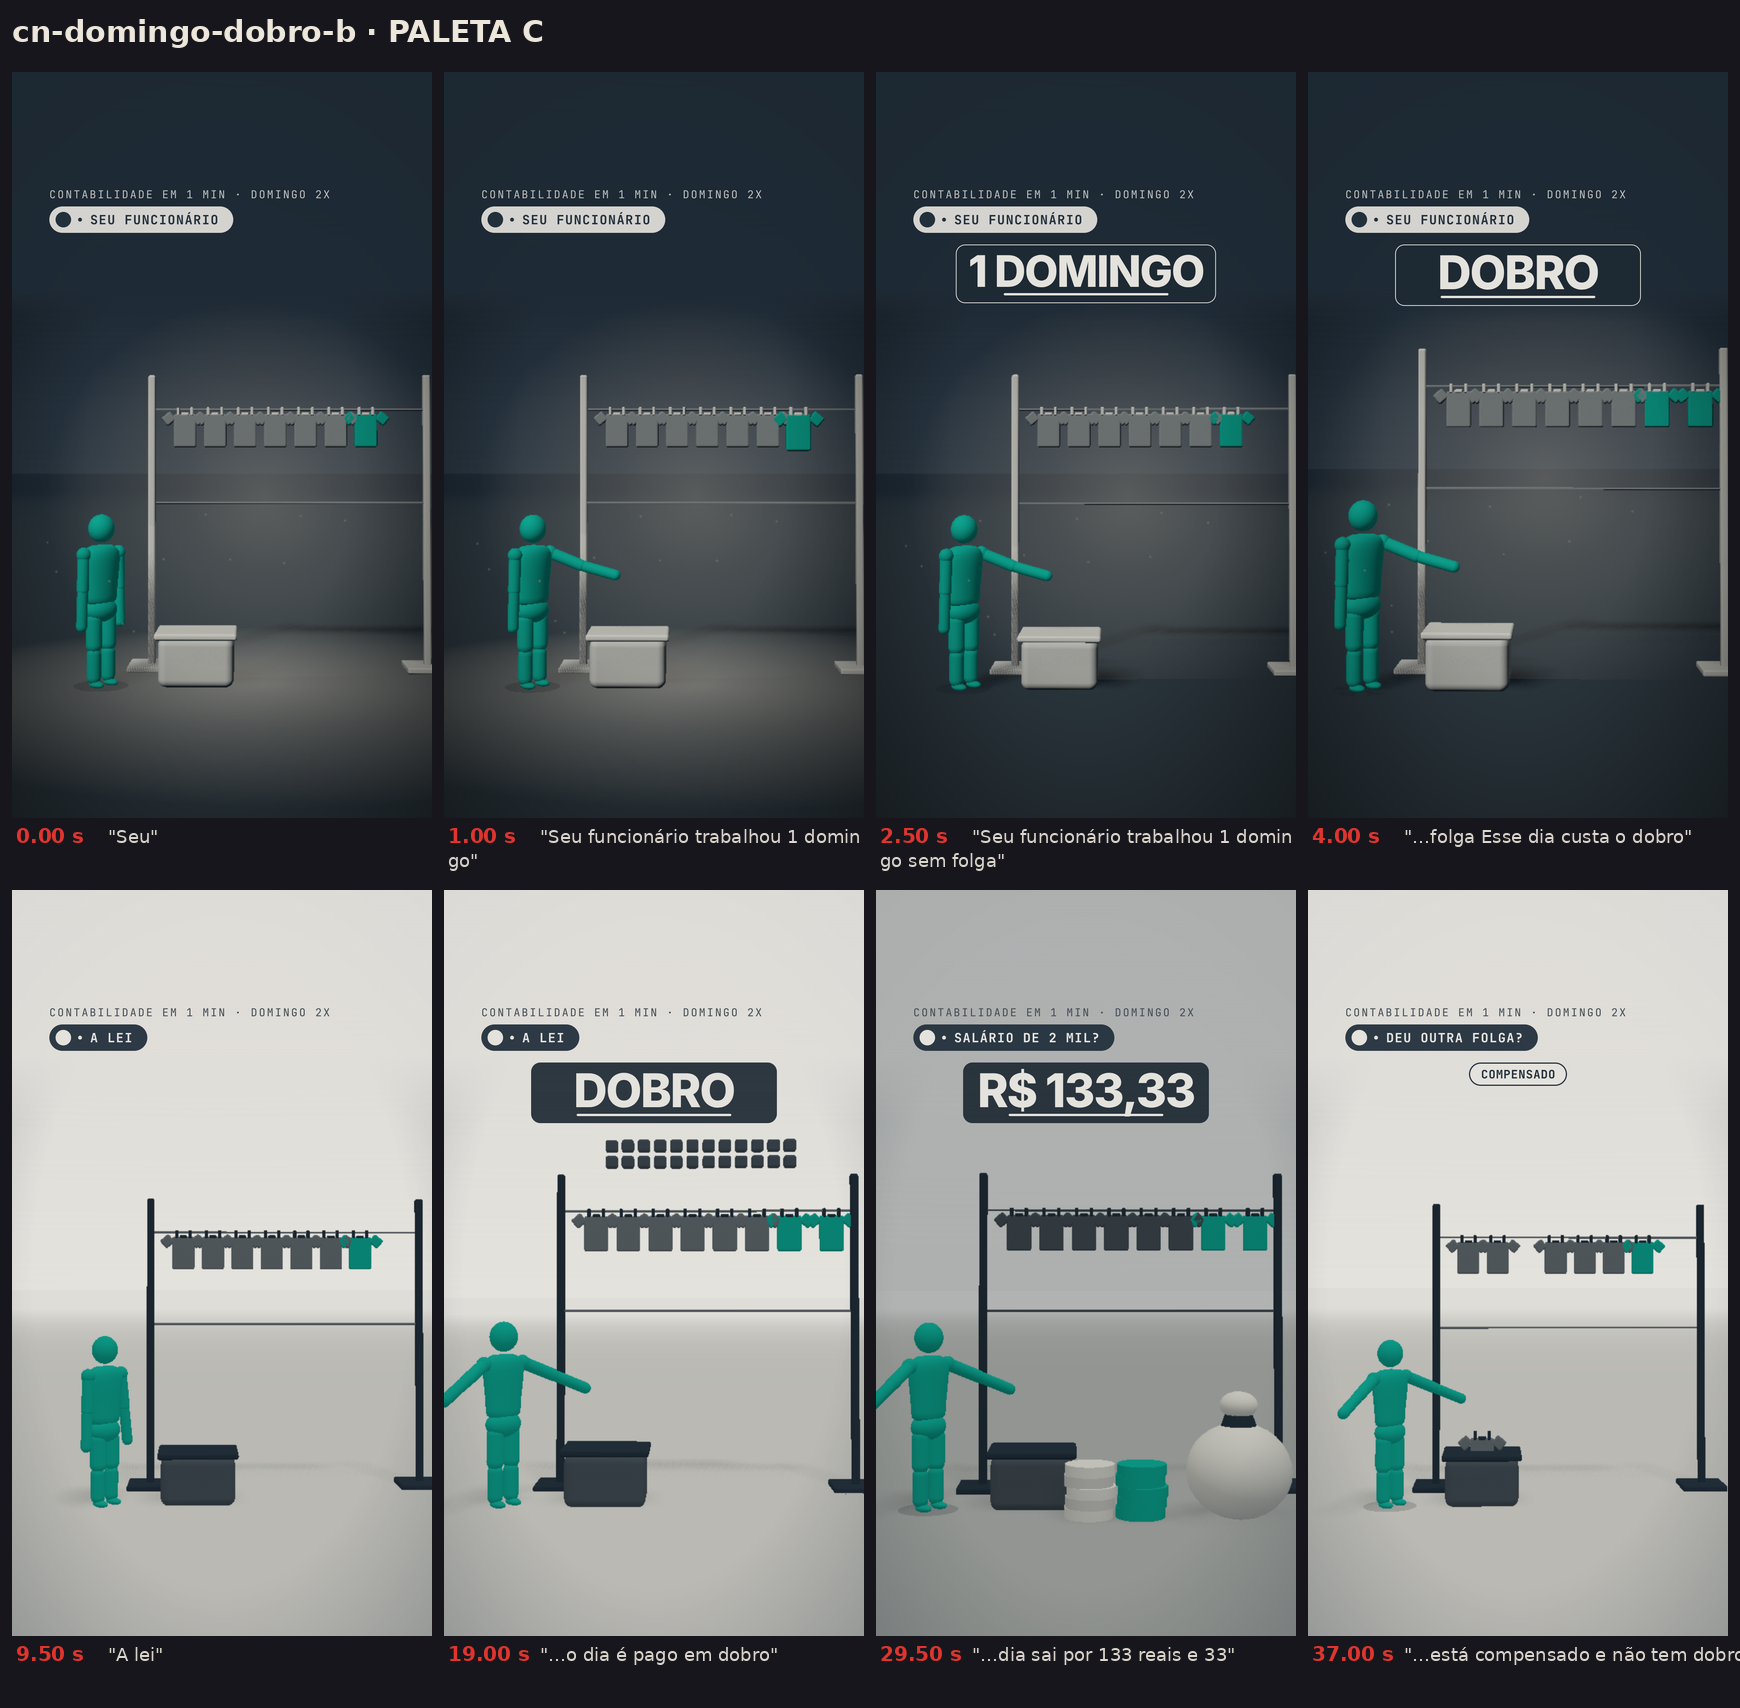 cn-domingo-dobro-b · PALETA C
CONTABILIDADE EM 1 MIN · DOMINGO 2X
• SEU FUNCIONÁRIO
0.00 s "Seu"
CONTABILIDADE EM 1 MIN · DOMINGO 2X
• SEU FUNCIONÁRIO
1.00 s "Seu funcionário trabalhou 1 domin
go"
CONTABILIDADE EM 1 MIN · DOMINGO 2X
• SEU FUNCIONÁRIO
1 DOMINGO
2.50 s "Seu funcionário trabalhou 1 domin
go sem folga"
CONTABILIDADE EM 1 MIN · DOMINGO 2X
• SEU FUNCIONÁRIO
DOBRO
4.00 s "...folga Esse dia custa o dobro"
CONTABILIDADE EM 1 MIN · DOMINGO 2X
• A LEI
9.50 s "A lei"
CONTABILIDADE EM 1 MIN · DOMINGO 2X
• A LEI
DOBRO
19.00 s "...o dia é pago em dobro"
CONTABILIDADE EM 1 MIN · DOMINGO 2X
• SALÁRIO DE 2 MIL?
R$ 133,33
29.50 s "...dia sai por 133 reais e 33"
CONTABILIDADE EM 1 MIN · DOMINGO 2X
• DEU OUTRA FOLGA?
COMPENSADO
37.00 s "...está compensado e não tem dobro